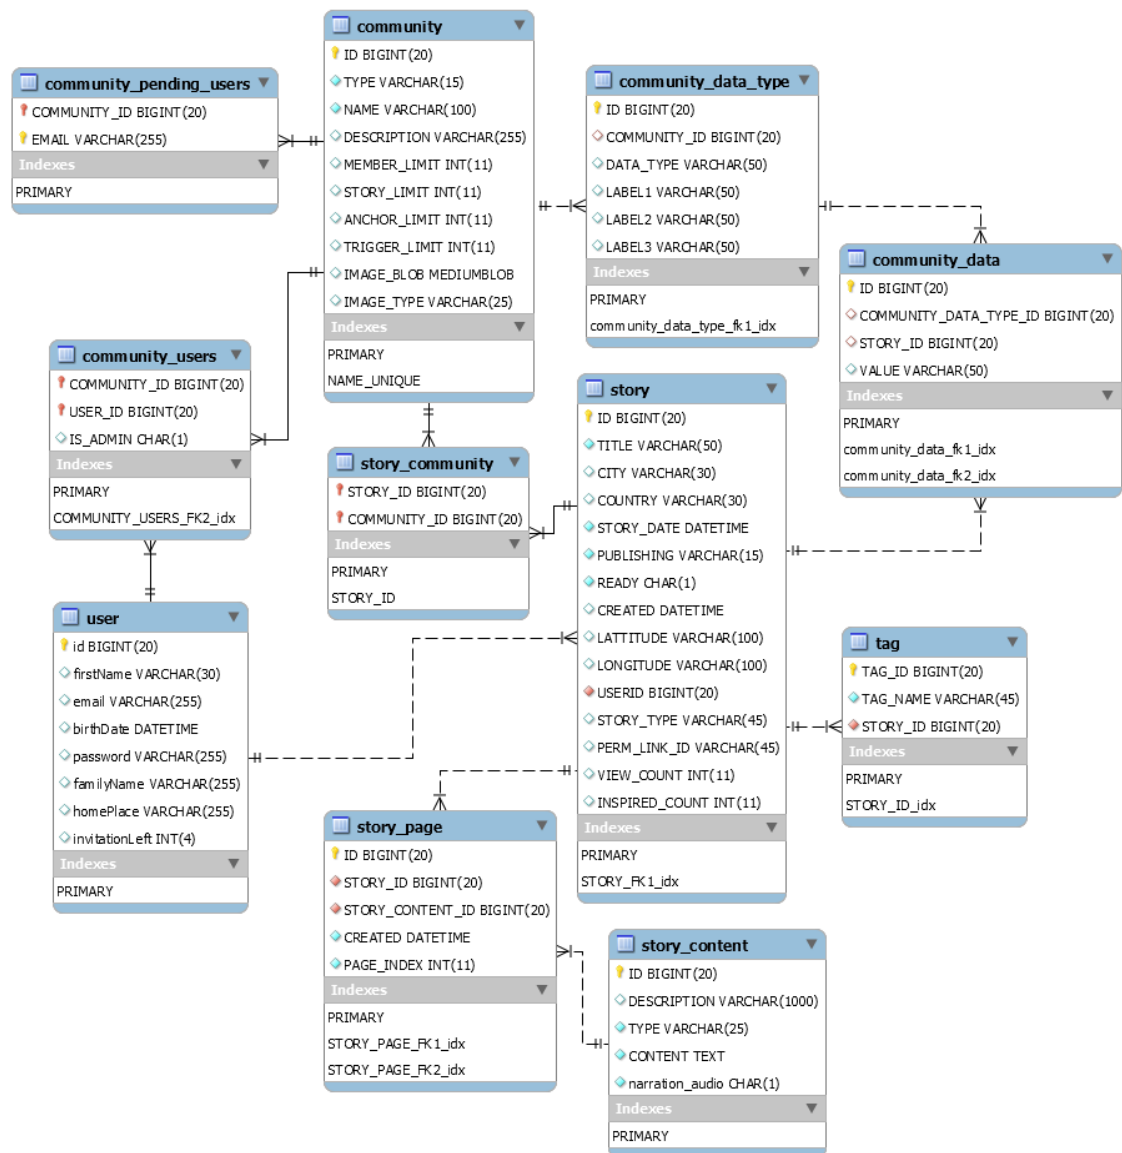 community
ID BIGINT(20)
TYPE VARCHAR(15)
NAME VARCHAR(100)
DESCRIPTION VARCHAR(255)
MEMBER_LIMIT INT(11)
STORY_LIMIT INT(11)
ANCHOR_LIMIT INT(11)
TRIGGER_LIMIT INT(11)
IMAGE_BLOB MEDIUMBLOB
IMAGE_TYPE VARCHAR(25)
Indexes
PRIMARY
NAME_UNIQUE
community_pending_users
COMMUNITY_ID BIGINT(20)
EMAIL VARCHAR(255)
Indexes
PRIMARY
community_data_type
ID BIGINT(20)
COMMUNITY_ID BIGINT(20)
DATA_TYPE VARCHAR(50)
LABEL1 VARCHAR(50)
LABEL2 VARCHAR(50)
LABEL3 VARCHAR(50)
Indexes
PRIMARY
community_data_type_fk1_idx
community_data
ID BIGINT(20)
COMMUNITY_DATA_TYPE_ID BIGINT(20)
STORY_ID BIGINT(20)
VALUE VARCHAR(50)
Indexes
PRIMARY
community_data_fk1_idx
community_data_fk2_idx
community_users
COMMUNITY_ID BIGINT(20)
USER_ID BIGINT(20)
IS_ADMIN CHAR(1)
Indexes
PRIMARY
COMMUNITY_USERS_FK2_idx
story_community
STORY_ID BIGINT(20)
COMMUNITY_ID BIGINT(20)
Indexes
PRIMARY
STORY_ID
story
ID BIGINT(20)
TITLE VARCHAR(50)
CITY VARCHAR(30)
COUNTRY VARCHAR(30)
STORY_DATE DATETIME
PUBLISHING VARCHAR(15)
READY CHAR(1)
CREATED DATETIME
LATTITUDE VARCHAR(100)
LONGITUDE VARCHAR(100)
USERID BIGINT(20)
STORY_TYPE VARCHAR(45)
PERM_LINK_ID VARCHAR(45)
VIEW_COUNT INT(11)
INSPIRED_COUNT INT(11)
Indexes
PRIMARY
STORY_FK1_idx
user
id BIGINT(20)
firstName VARCHAR(30)
email VARCHAR(255)
birthDate DATETIME
password VARCHAR(255)
familyName VARCHAR(255)
homePlace VARCHAR(255)
invitationLeft INT(4)
Indexes
PRIMARY
tag
TAG_ID BIGINT(20)
TAG_NAME VARCHAR(45)
STORY_ID BIGINT(20)
Indexes
PRIMARY
STORY_ID_idx
story_page
ID BIGINT(20)
STORY_ID BIGINT(20)
STORY_CONTENT_ID BIGINT(20)
CREATED DATETIME
PAGE_INDEX INT(11)
Indexes
PRIMARY
STORY_PAGE_FK1_idx
STORY_PAGE_FK2_idx
story_content
ID BIGINT(20)
DESCRIPTION VARCHAR(1000)
TYPE VARCHAR(25)
CONTENT TEXT
narration_audio CHAR(1)
Indexes
PRIMARY